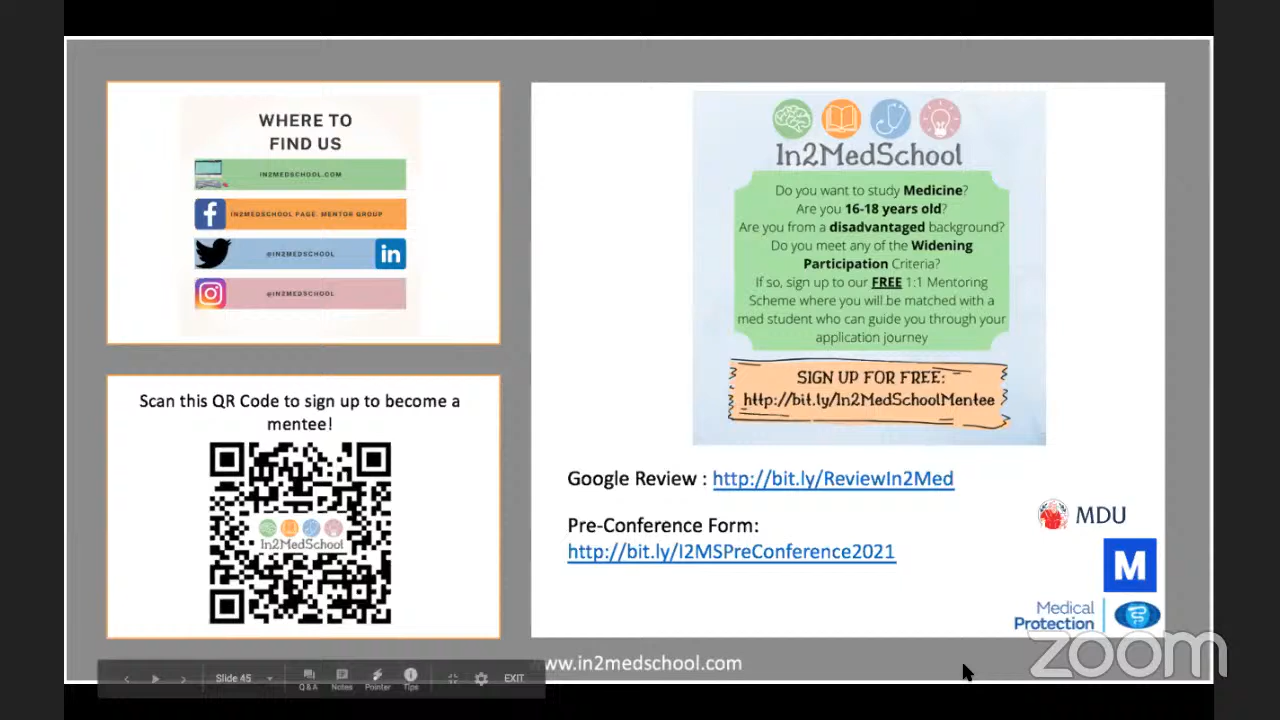 WHERE TO
FIND US
IN2MEDSCHOOL.COM
IN2MEDSCHOOL PAGE, MENTOR GROUP
@IN2MEDSCHOOL
in
@IN2MEDSCHOOL
Scan this QR Code to sign up to become a
mentee!
In2MedSchool
In2MedSchool
Do you want to study Medicine?
Are you 16-18 years old?
Are you from a disadvantaged background?
Do you meet any of the Widening
Participation Criteria?
If so, sign up to our FREE 1:1 Mentoring
Scheme where you will be matched with a
med student who can guide you through your
application journey
SIGN UP FOR FREE:
http://bit.ly/In2MedSchoolMentee
Google Review : http://bit.ly/ReviewIn2Med
Pre-Conference Form:
http://bit.ly/I2MSPreConference2021
MDU
M
Medical
Protection
www.in2medschool.com
zoom
Slide 45
Q & A
Notes
Pointer
Tips
EXIT